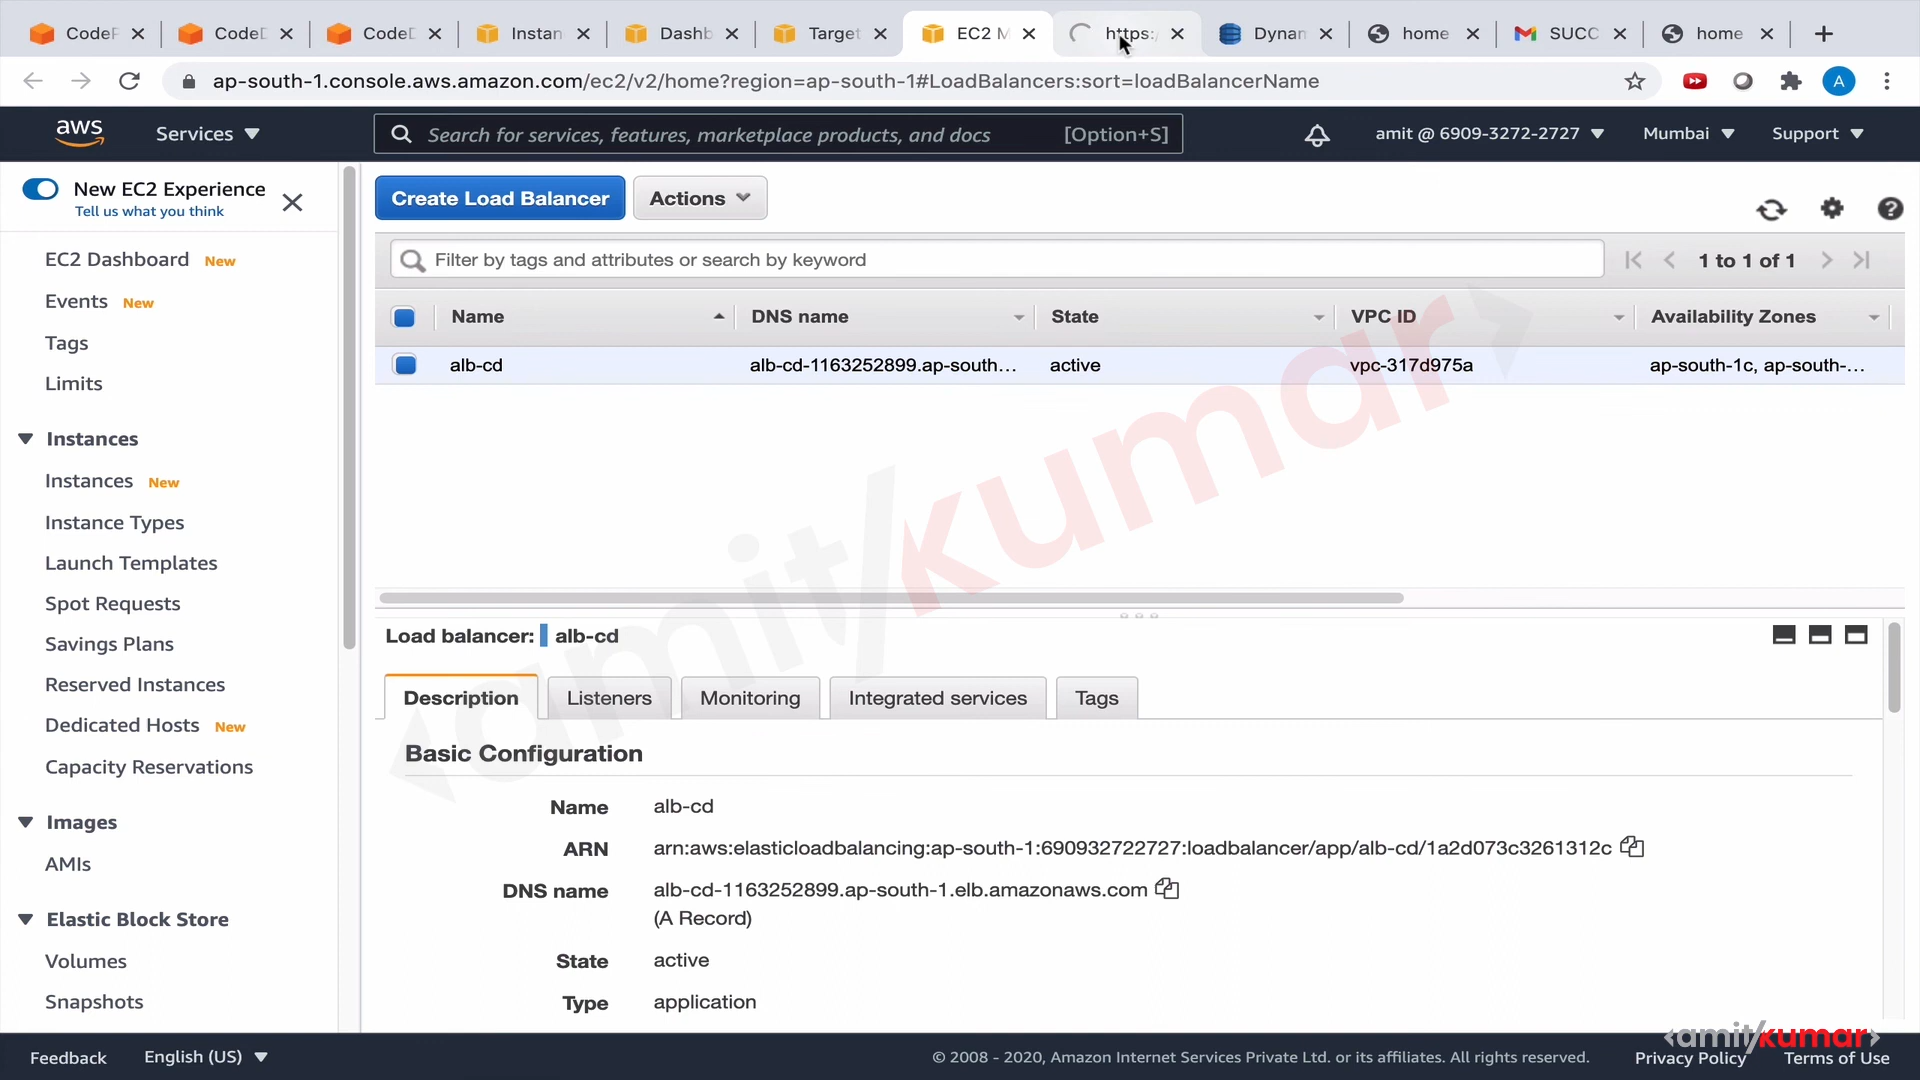 CodeP
CodeD
CodeD
Instan
Dashb
Target
EC2 M
https:/
Dynam
home
SUCC
home
ap-south-1.console.aws.amazon.com/ec2/v2/home?region=ap-south-1#LoadBalancers:sort=loadBalancerName
A
aws
Services
Search for services, features, marketplace products, and docs
[Option+S]
amit @ 6909-3272-2727
Mumbai
Support
New EC2 Experience
Tell us what you think
EC2 Dashboard New
Events New
Tags
Limits
Instances
Instances New
Instance Types
Launch Templates
Spot Requests
Savings Plans
Reserved Instances
Dedicated Hosts New
Capacity Reservations
Images
AMIs
Elastic Block Store
Volumes
Snapshots
Create Load Balancer
Actions
Filter by tags and attributes or search by keyword
1 to 1 of 1
Name
DNS name
State
VPC ID
Availability Zones
alb-cd
alb-cd-1163252899.ap-south...
active
vpc-317d975a
ap-south-1c, ap-south-...
<amit/kumar>
Load balancer: alb-cd
Description
Listeners
Monitoring
Integrated services
Tags
Basic Configuration
Name alb-cd
ARN arn:aws:elasticloadbalancing:ap-south-1:690932722727:loadbalancer/app/alb-cd/1a2d073c3261312c
DNS name alb-cd-1163252899.ap-south-1.elb.amazonaws.com
(A Record)
State active
Type application
<amit/kumar>
Feedback
English (US)
© 2008 - 2020, Amazon Internet Services Private Ltd. or its affiliates. All rights reserved.
Privacy Policy
Terms of Use